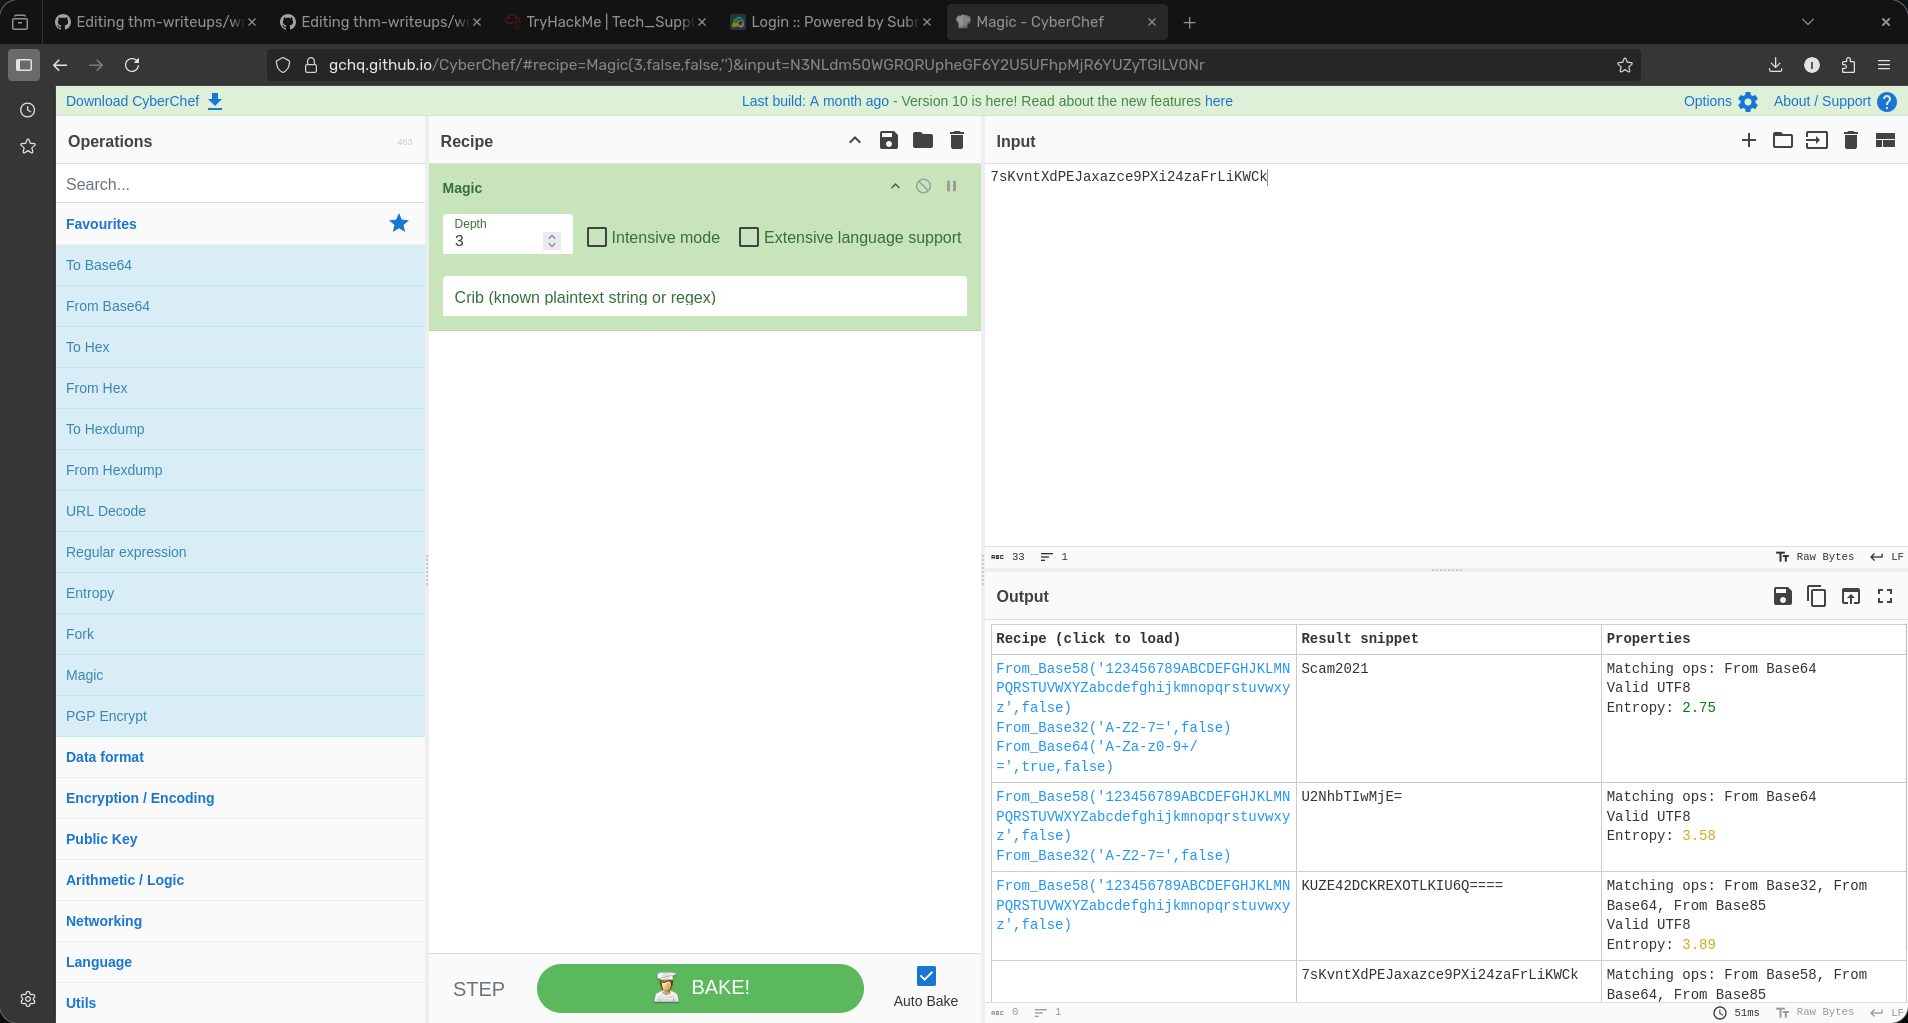 Editing thm-writeups/w
Editing thm-writeups/w
TryHackMe | Tech_Supp
Login :: Powered by Subr
Magic - CyberChef
gchq.github.io/CyberChef/#recipe=Magic(3,false,false,'')&input=N3NLdm50WGRQRUpheGF6Y2U5UFhpMjR6YUZyTGlLV0Nr
Download CyberChef
Last build: A month ago - Version 10 is here! Read about the new features here
Options
About / Support
Operations
463
Recipe
Input
Search...
Favourites
To Base64
From Base64
To Hex
From Hex
To Hexdump
From Hexdump
URL Decode
Regular expression
Entropy
Fork
Magic
PGP Encrypt
Data format
Encryption / Encoding
Public Key
Arithmetic / Logic
Networking
Language
Utils
Magic
Depth
3
Intensive mode
Extensive language support
Crib (known plaintext string or regex)
STEP
BAKE!
Auto Bake
7sKvntXdPEJaxazce9PXi24zaFrLiKWCk
ABC 33 1
Raw Bytes LF
Output
Recipe (click to load)
Result snippet
Properties
From_Base58('123456789ABCDEFGHJKLMN
PQRSTUVWXYZabcdefghijkmnopqrstuvwxy
z',false)
From_Base32('A-Z2-7=',false)
From_Base64('A-Za-z0-9+/
=',true,false)
Scam2021
Matching ops: From Base64
Valid UTF8
Entropy: 2.75
From_Base58('123456789ABCDEFGHJKLMN
PQRSTUVWXYZabcdefghijkmnopqrstuvwxy
z',false)
From_Base32('A-Z2-7=',false)
U2NhbTIwMjE=
Matching ops: From Base64
Valid UTF8
Entropy: 3.58
From_Base58('123456789ABCDEFGHJKLMN
PQRSTUVWXYZabcdefghijkmnopqrstuvwxy
z',false)
KUZE42DCKREXOTLKIU6Q====
Matching ops: From Base32, From
Base64, From Base85
Valid UTF8
Entropy: 3.89
7sKvntXdPEJaxazce9PXi24zaFrLiKWCk
Matching ops: From Base58, From
Base64, From Base85
ABC 0 1
51ms
Raw Bytes LF